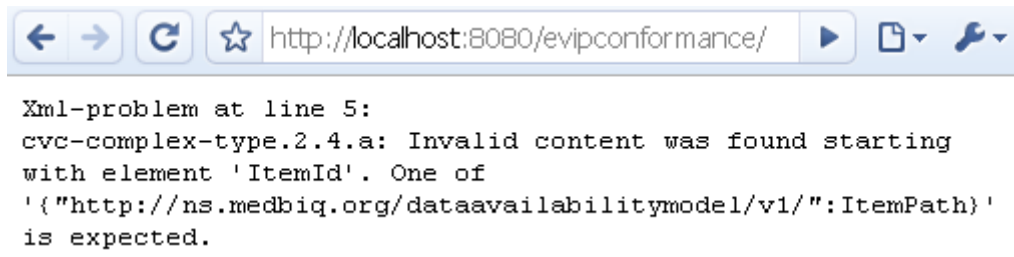 http://localhost:8080/evipconformance/
Xml-problem at line 5:
cvc-complex-type.2.4.a: Invalid content was found starting
with element 'ItemId'. One of
'{"http://ns.medbiq.org/dataavailabilitymodel/v1/":ItemPath}'
is expected.